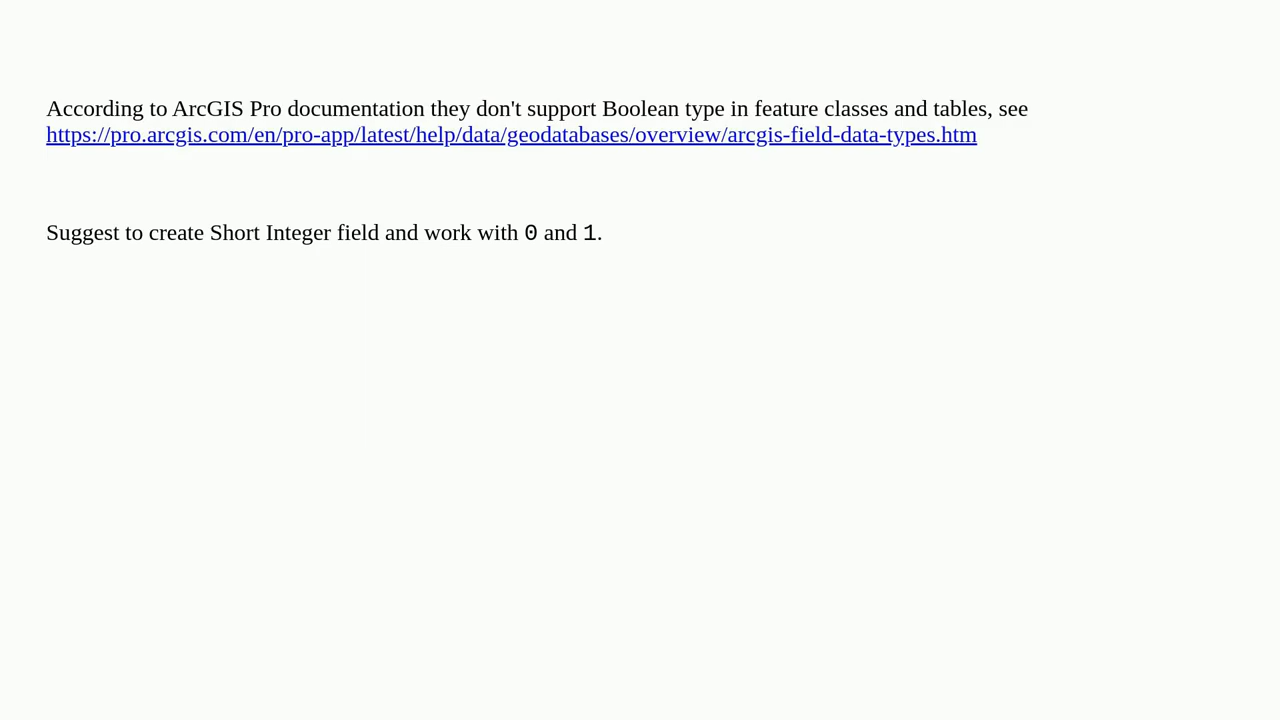 According to ArcGIS Pro documentation they don't support Boolean type in feature classes and tables, see
https://pro.arcgis.com/en/pro-app/latest/help/data/geodatabases/overview/arcgis-field-data-types.htm
Suggest to create Short Integer field and work with 0 and 1.